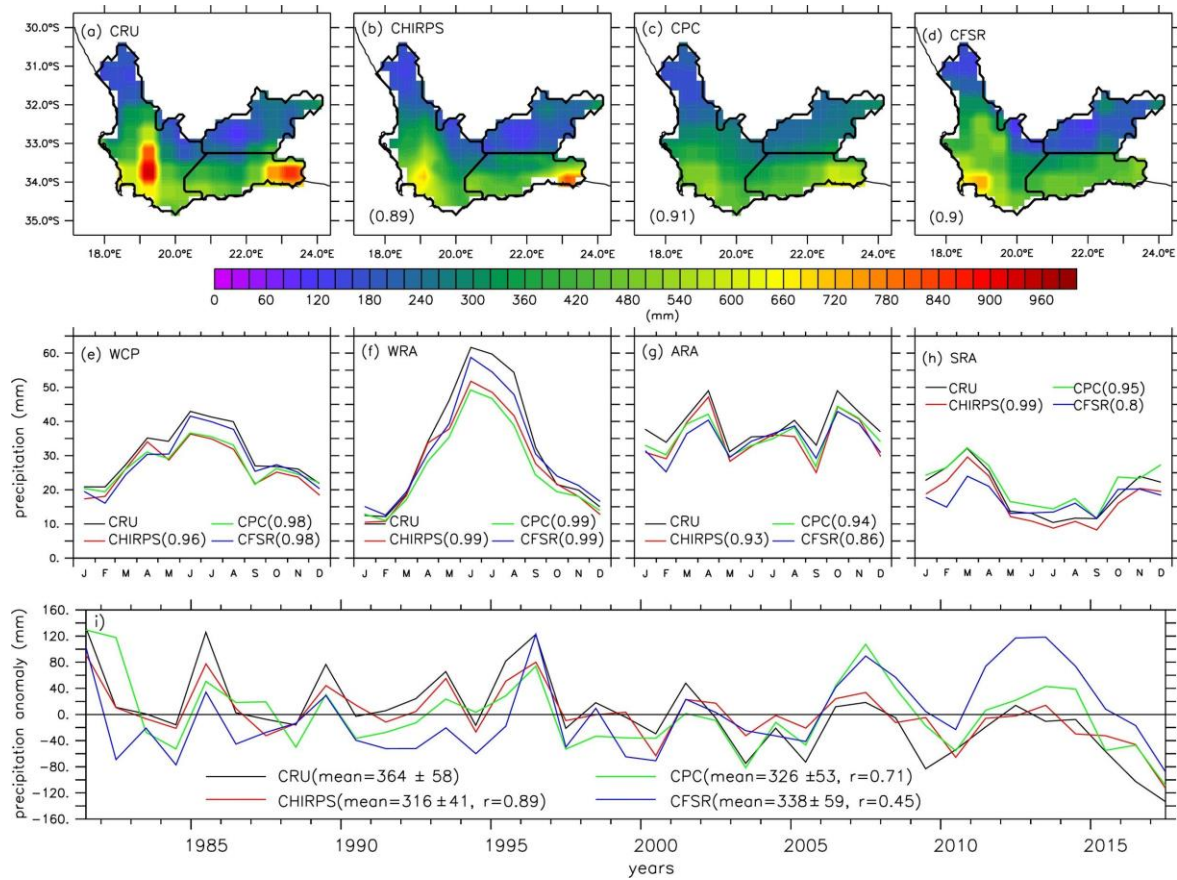 (a) CRU
(b) CHIRPS
(c) CPC
(d) CFSR
30.0°S
31.0°S
32.0°S
33.0°S
34.0°S
35.0°S
(0.89)
(0.91)
(0.9)
18.0°E 20.0°E 22.0°E 24.0°E
18.0°E 20.0°E 22.0°E 24.0°E
18.0°E 20.0°E 22.0°E 24.0°E
18.0°E 20.0°E 22.0°E 24.0°E
0 60 120 180 240 300 360 420 480 540 600 660 720 780 840 900 960
(mm)
precipitation (mm)
60.
50.
40.
30.
20.
10.
0.
(e) WCP
CRU
CHIRPS(0.96)
CPC(0.98)
CFSR(0.98)
J F M A M J J A S O N D
(f) WRA
CRU
CHIRPS(0.99)
CPC(0.99)
CFSR(0.99)
J F M A M J J A S O N D
(g) ARA
CRU
CHIRPS(0.93)
CPC(0.94)
CFSR(0.86)
J F M A M J J A S O N D
(h) SRA
CRU
CHIRPS(0.99)
CPC(0.95)
CFSR(0.8)
J F M A M J J A S O N D
precipitation anomaly (mm)
160.
120.
80.
40.
0.
-40.
-80.
-120.
-160.
i)
CRU(mean=364 ± 58)
CHIRPS(mean=316 ±41, r=0.89)
CPC(mean=326 ±53, r=0.71)
CFSR(mean=338± 59, r=0.45)
1985 1990 1995 2000 2005 2010 2015
years